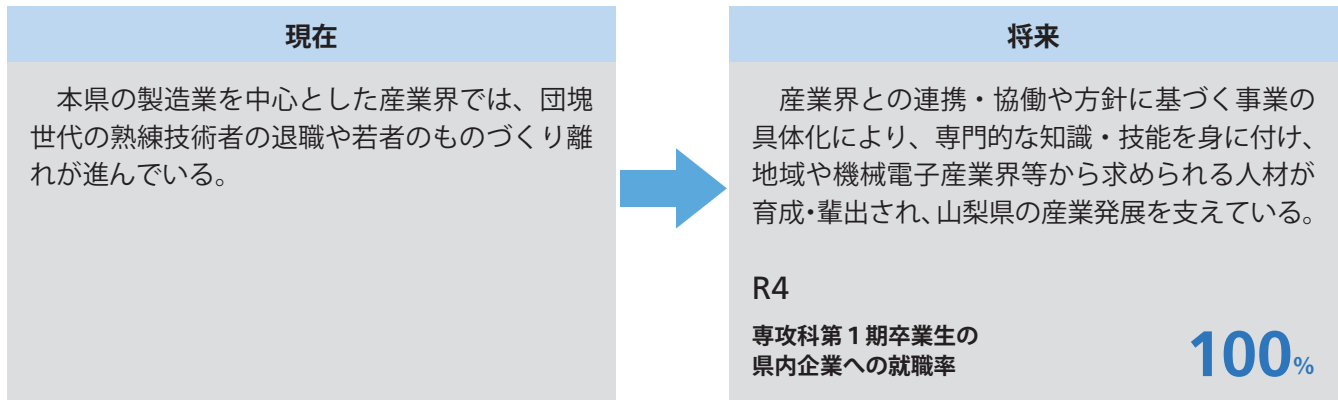 現在
　本県の製造業を中心とした産業界では、団塊
世代の熟練技術者の退職や若者のものづくり離
れが進んでいる。
将来
　産業界との連携・協働や方針に基づく事業の
具体化により、専門的な知識・技能を身に付け、
地域や機械電子産業界等から求められる人材が
育成・輩出され、山梨県の産業発展を支えている。
R4
専攻科第1期卒業生の
県内企業への就職率
100%